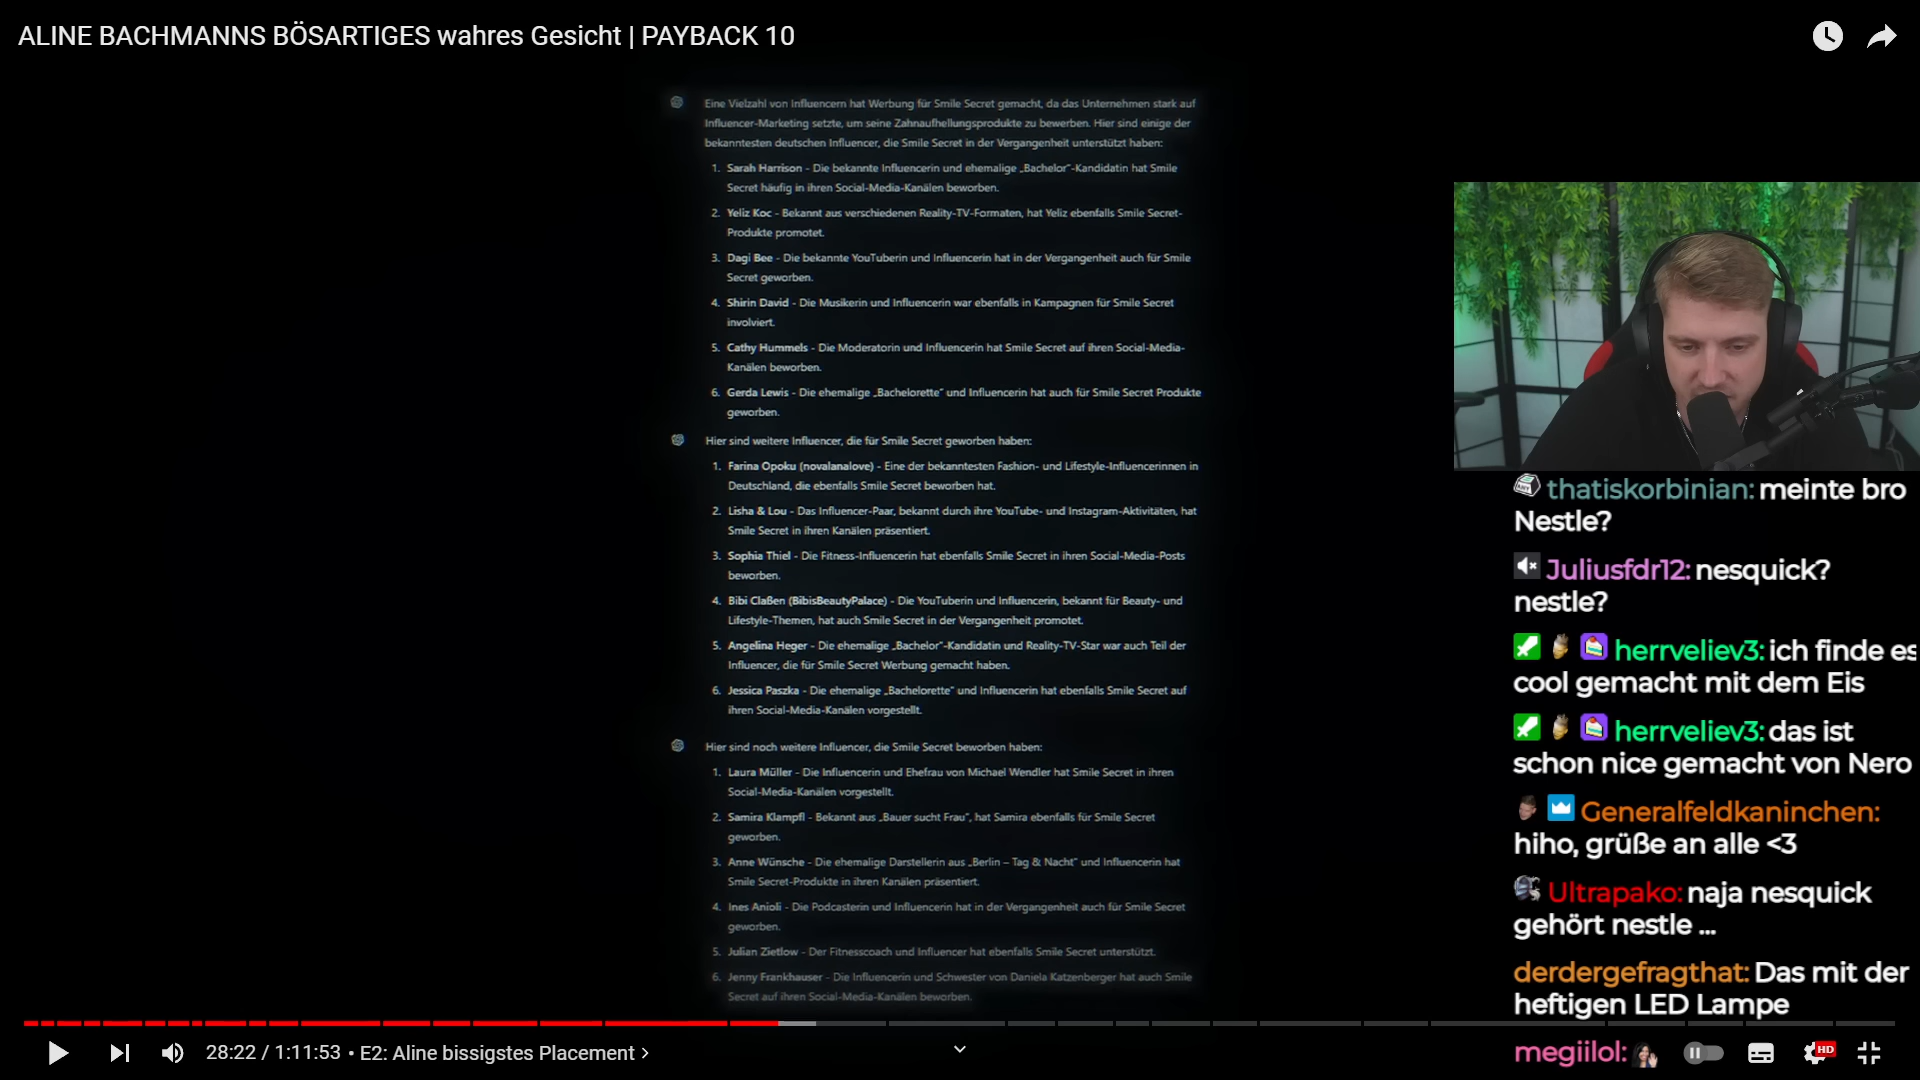 ALINE BACHMANNS BÖSARTIGES wahres Gesicht | PAYBACK 10
Eine Vielzahl von Influencern hat Werbung für Smile Secret gemacht, da das Unternehmen stark auf
Influencer-Marketing setzte, um seine Zahnaufhellungsprodukte zu bewerben. Hier sind einige der
bekanntesten deutschen Influencer, die Smile Secret in der Vergangenheit unterstützt haben:
1. Sarah Harrison - Die bekannte Influencerin und ehemalige „Bachelor"-Kandidatin hat Smile
Secret häufig in ihren Social-Media-Kanälen beworben.
2. Yeliz Koc - Bekannt aus verschiedenen Reality-TV-Formaten, hat Yeliz ebenfalls Smile Secret-
Produkte promotet.
3. Dagi Bee - Die bekannte YouTuberin und Influencerin hat in der Vergangenheit auch für Smile
Secret geworben.
4. Shirin David - Die Musikerin und Influencerin war ebenfalls in Kampagnen für Smile Secret
involviert.
5. Cathy Hummels - Die Moderatorin und Influencerin hat Smile Secret auf ihren Social-Media-
Kanälen beworben.
6. Gerda Lewis - Die ehemalige „Bachelorette" und Influencerin hat auch für Smile Secret Produkte
geworben.
Hier sind weitere Influencer, die für Smile Secret geworben haben:
1. Farina Opoku (novalanalove) - Eine der bekanntesten Fashion- und Lifestyle-Influencerinnen in
Deutschland, die ebenfalls Smile Secret beworben hat.
2. Lisha & Lou - Das Influencer-Paar, bekannt durch ihre YouTube- und Instagram-Aktivitäten, hat
Smile Secret in ihren Kanälen präsentiert.
3. Sophia Thiel - Die Fitness-Influencerin hat ebenfalls Smile Secret in ihren Social-Media-Posts
beworben.
4. Bibi Claßen (BibisBeautyPalace) - Die YouTuberin und Influencerin, bekannt für Beauty- und
Lifestyle-Themen, hat auch Smile Secret in der Vergangenheit promotet.
5. Angelina Heger - Die ehemalige „Bachelor"-Kandidatin und Reality-TV-Star war auch Teil der
Influencer, die für Smile Secret Werbung gemacht haben.
6. Jessica Paszka - Die ehemalige „Bachelorette" und Influencerin hat ebenfalls Smile Secret auf
ihren Social-Media-Kanälen vorgestellt.
Hier sind noch weitere Influencer, die Smile Secret beworben haben:
1. Laura Müller - Die Influencerin und Ehefrau von Michael Wendler hat Smile Secret in ihren
Social-Media-Kanälen vorgestellt.
2. Samira Klampfl - Bekannt aus „Bauer sucht Frau", hat Samira ebenfalls für Smile Secret
geworben.
3. Anne Wünsche - Die ehemalige Darstellerin aus „Berlin – Tag & Nacht" und Influencerin hat
Smile Secret-Produkte in ihren Kanälen präsentiert.
4. Ines Anioli - Die Podcasterin und Influencerin hat in der Vergangenheit auch für Smile Secret
geworben.
5. Julian Zietlow - Der Fitnesscoach und Influencer hat ebenfalls Smile Secret unterstützt.
6. Jenny Frankhauser - Die Influencerin und Schwester von Daniela Katzenberger hat auch Smile
Secret auf ihren Social-Media-Kanälen beworben.
thatiskorbinian: meinte bro
Nestle?
Juliusfdr12: nesquick?
nestle?
herrveliev3: ich finde es
cool gemacht mit dem Eis
herrveliev3: das ist
schon nice gemacht von Nero
Generalfeldkaninchen:
hiho, grüße an alle <3
Ultrapako: naja nesquick
gehört nestle ...
derdergefragthat: Das mit der
heftigen LED Lampe
megiilol:
28:22 / 1:11:53 • E2: Aline bissigstes Placement
HD